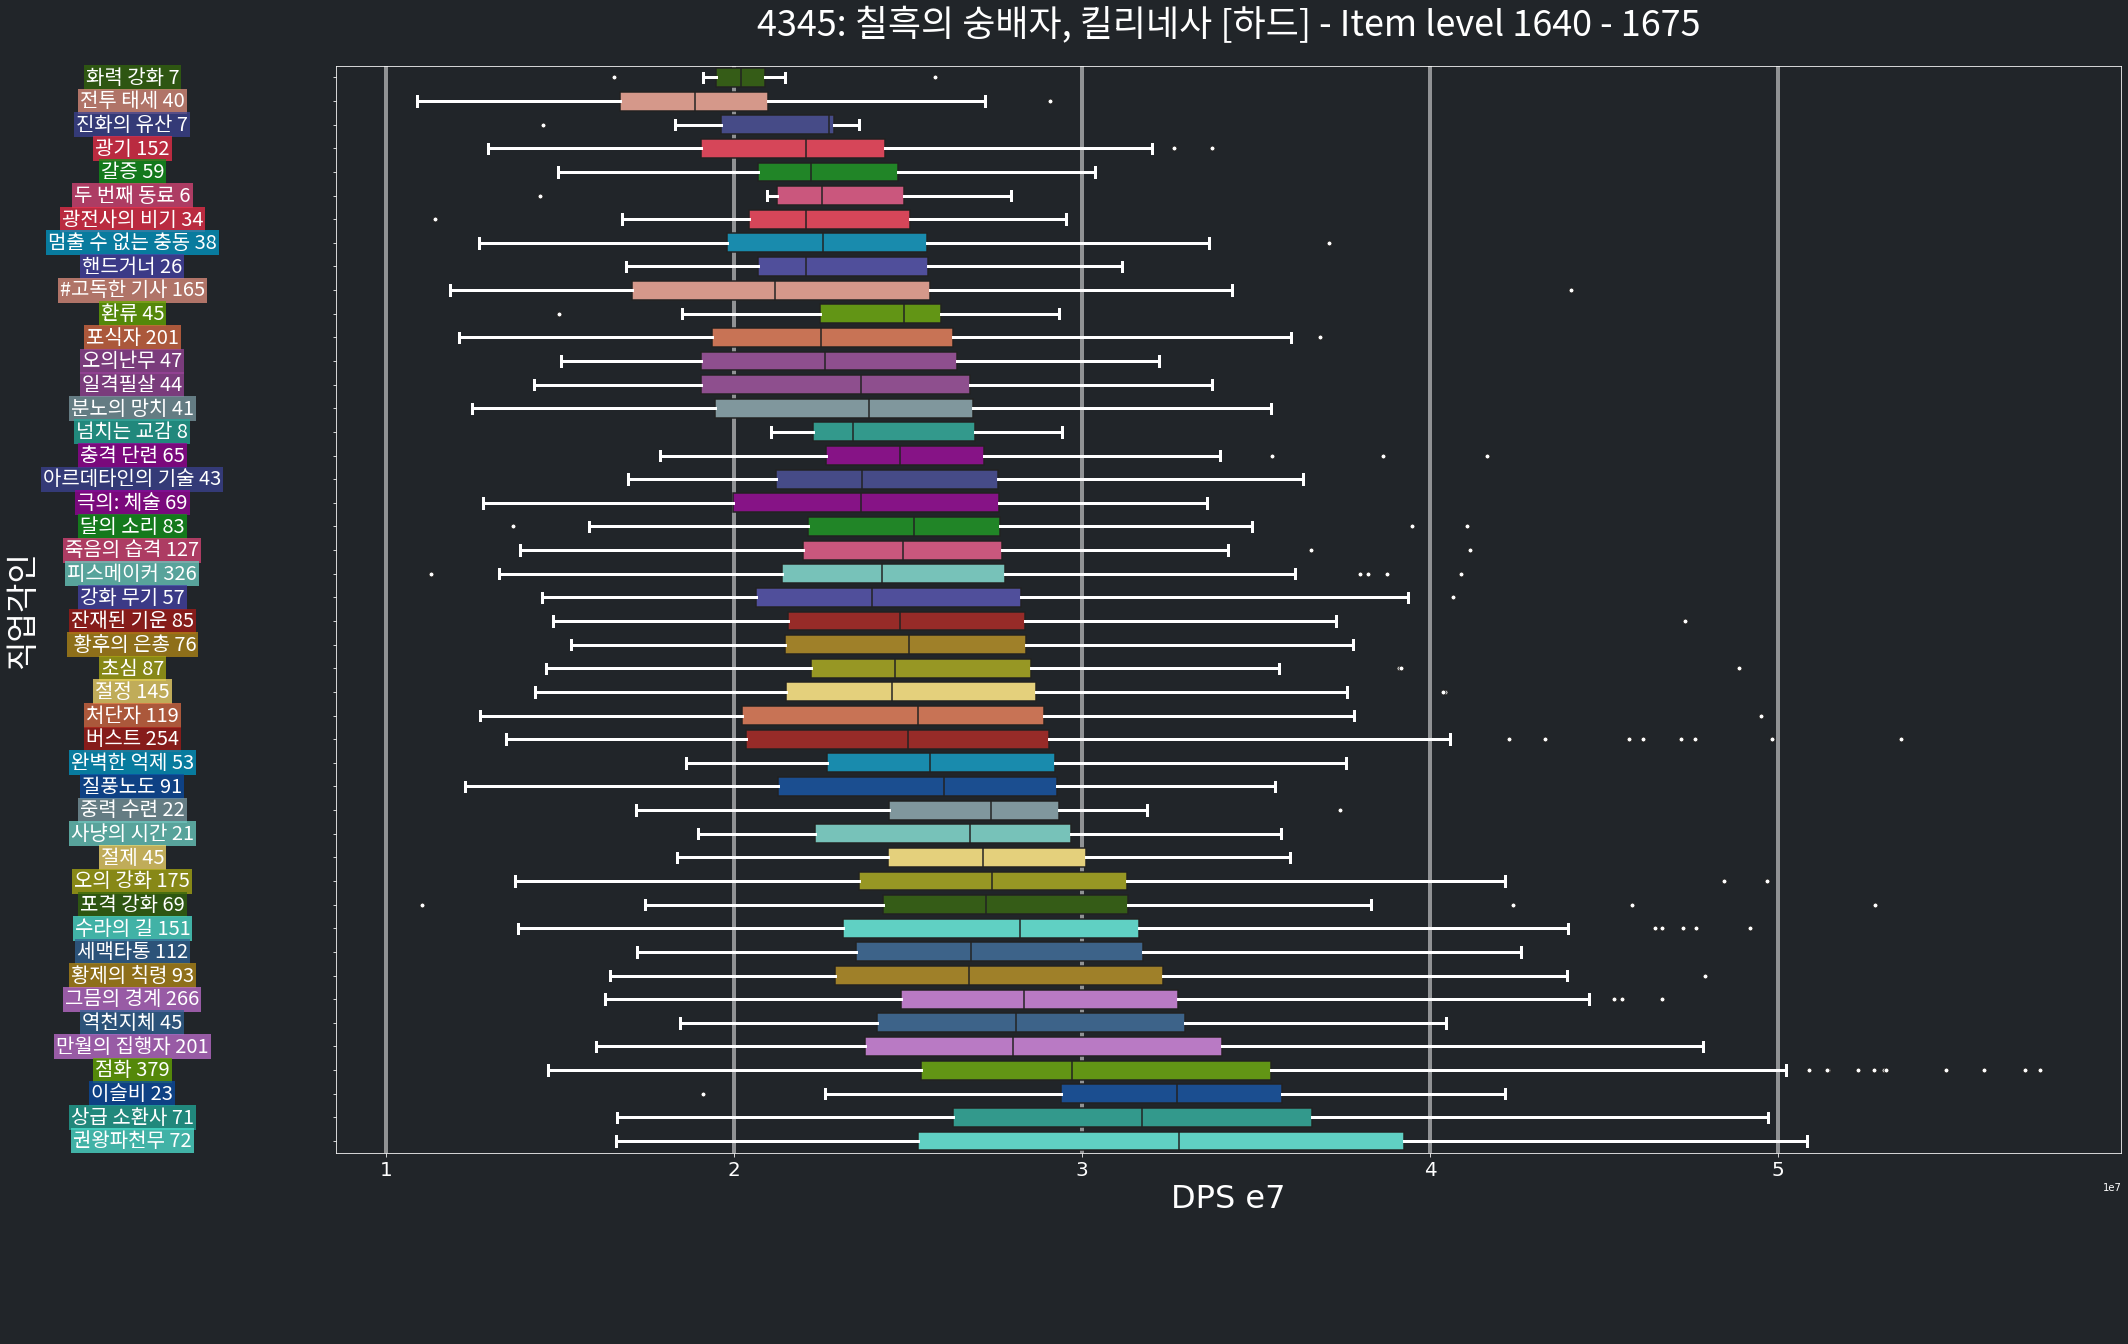 4345: 칠흑의 숭배자, 킬리네사 [하드] - Item level 1640 - 1675
화력 강화 7
전투 태세 40
진화의 유산 7
광기 152
갈증 59
두 번째 동료 6
광전사의 비기 34
멈출 수 없는 충동 38
핸드거너 26
#고독한 기사 165
환류 45
포식자 201
오의난무 47
일격필살 44
분노의 망치 41
넘치는 교감 8
충격 단련 65
아르데타인의 기술 43
극의: 체술 69
달의 소리 83
죽음의 습격 127
피스메이커 326
강화 무기 57
잔재된 기운 85
황후의 은총 76
초심 87
절정 145
처단자 119
버스트 254
완벽한 억제 53
질풍노도 91
중력 수련 22
사냥의 시간 21
절제 45
오의 강화 175
포격 강화 69
수라의 길 151
세맥타통 112
황제의 칙령 93
그믐의 경계 266
역천지체 45
만월의 집행자 201
점화 379
이슬비 23
상급 소환사 71
권왕파천무 72
직업각인
1 2 3 4 5
1e7
DPS e7